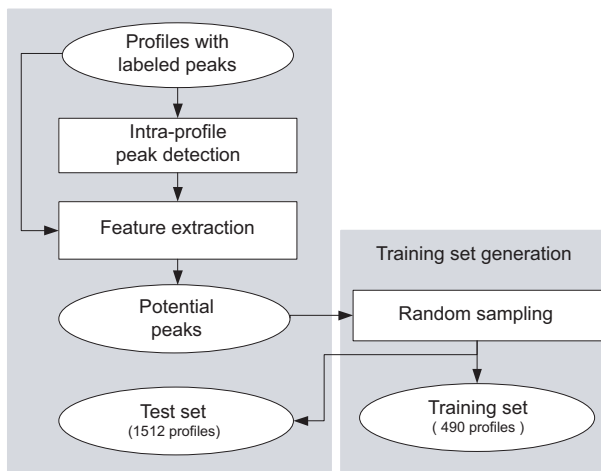 Profiles with
labeled peaks
Intra-profile
peak detection
Feature extraction
Potential
peaks
Training set generation
Random sampling
Test set
(1512 profiles)
Training set
( 490 profiles )